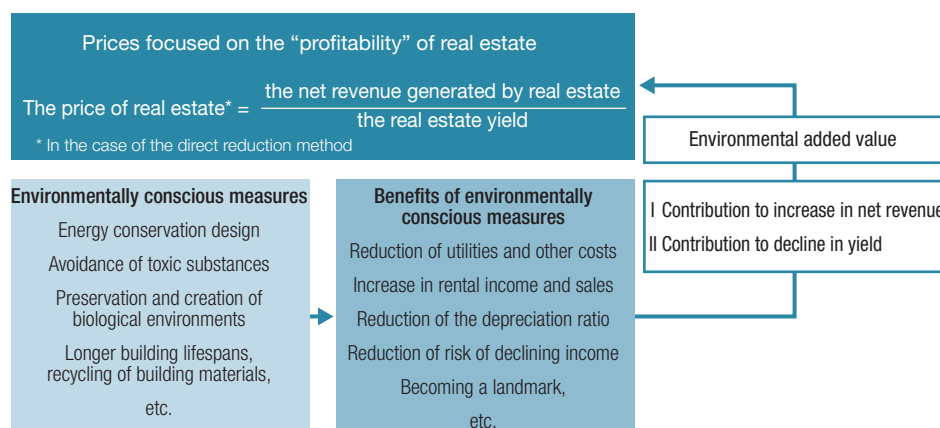 Prices focused on the “profitability” of real estate
The price of real estate* =
the net revenue generated by real estate
the real estate yield
* In the case of the direct reduction method
Environmental added value
I Contribution to increase in net revenue
II Contribution to decline in yield
Environmentally conscious measures
Energy conservation design
Avoidance of toxic substances
Preservation and creation of
biological environments
Longer building lifespans,
recycling of building materials,
etc.
Benefits of environmentally
conscious measures
Reduction of utilities and other costs
Increase in rental income and sales
Reduction of the depreciation ratio
Reduction of risk of declining income
Becoming a landmark,
etc.